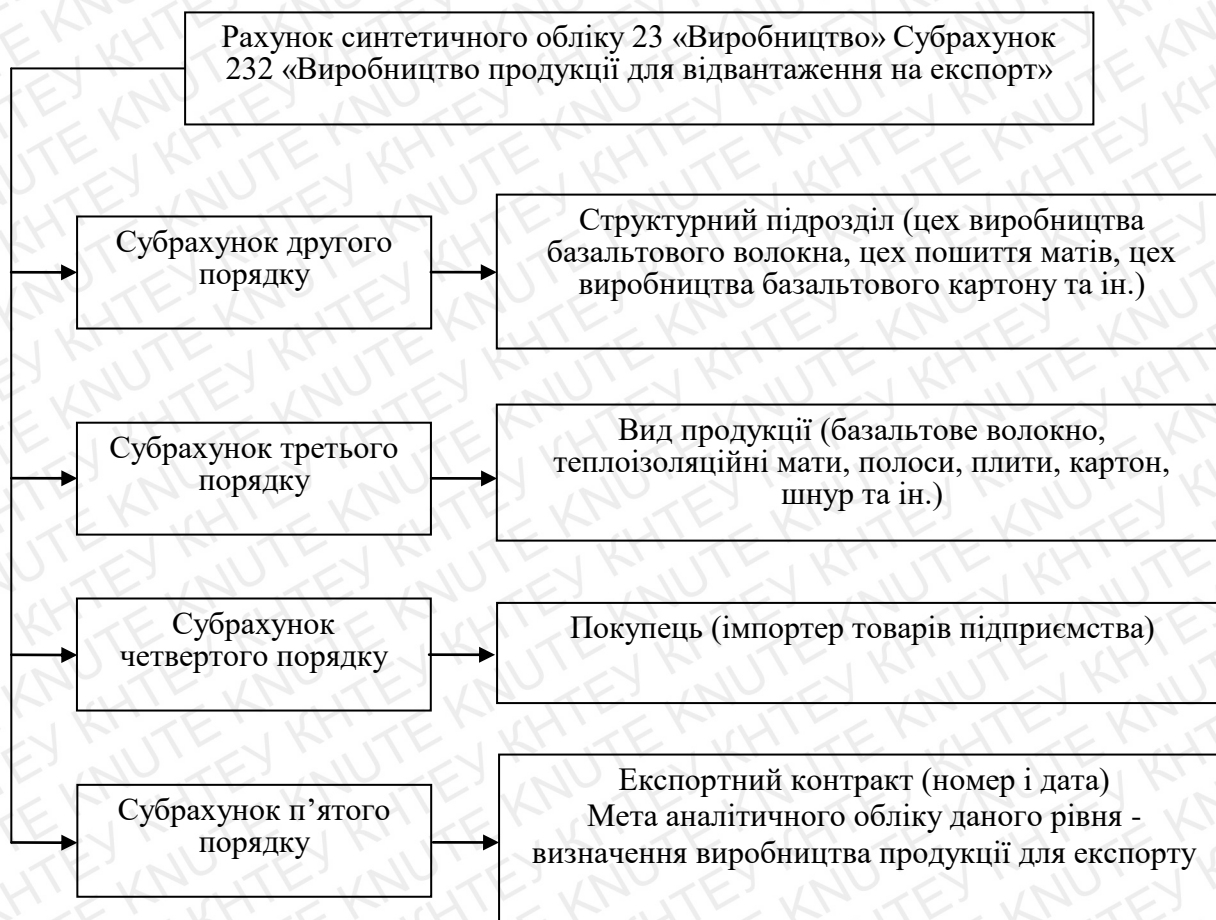 Рахунок синтетичного обліку 23 «Виробництво» Субрахунок
232 «Виробництво продукції для відвантаження на експорт»
Субрахунок другого
порядку
Структурний підрозділ (цех виробництва
базальтового волокна, цех пошиття матів, цех
виробництва базальтового картону та ін.)
Субрахунок третього
порядку
Вид продукції (базальтове волокно,
теплоізоляційні мати, полоси, плити, картон,
шнур та ін.)
Субрахунок
четвертого порядку
Покупець (імпортер товарів підприємства)
Субрахунок п’ятого
порядку
Експортний контракт (номер і дата)
Мета аналітичного обліку даного рівня -
визначення виробництва продукції для експорту